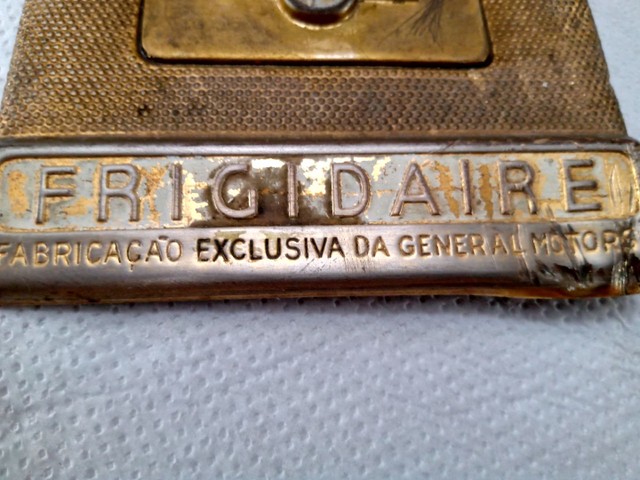 FRIGIDAIRE
FABRICAÇÃO EXCLUSIVA DA GENERAL MOTORS